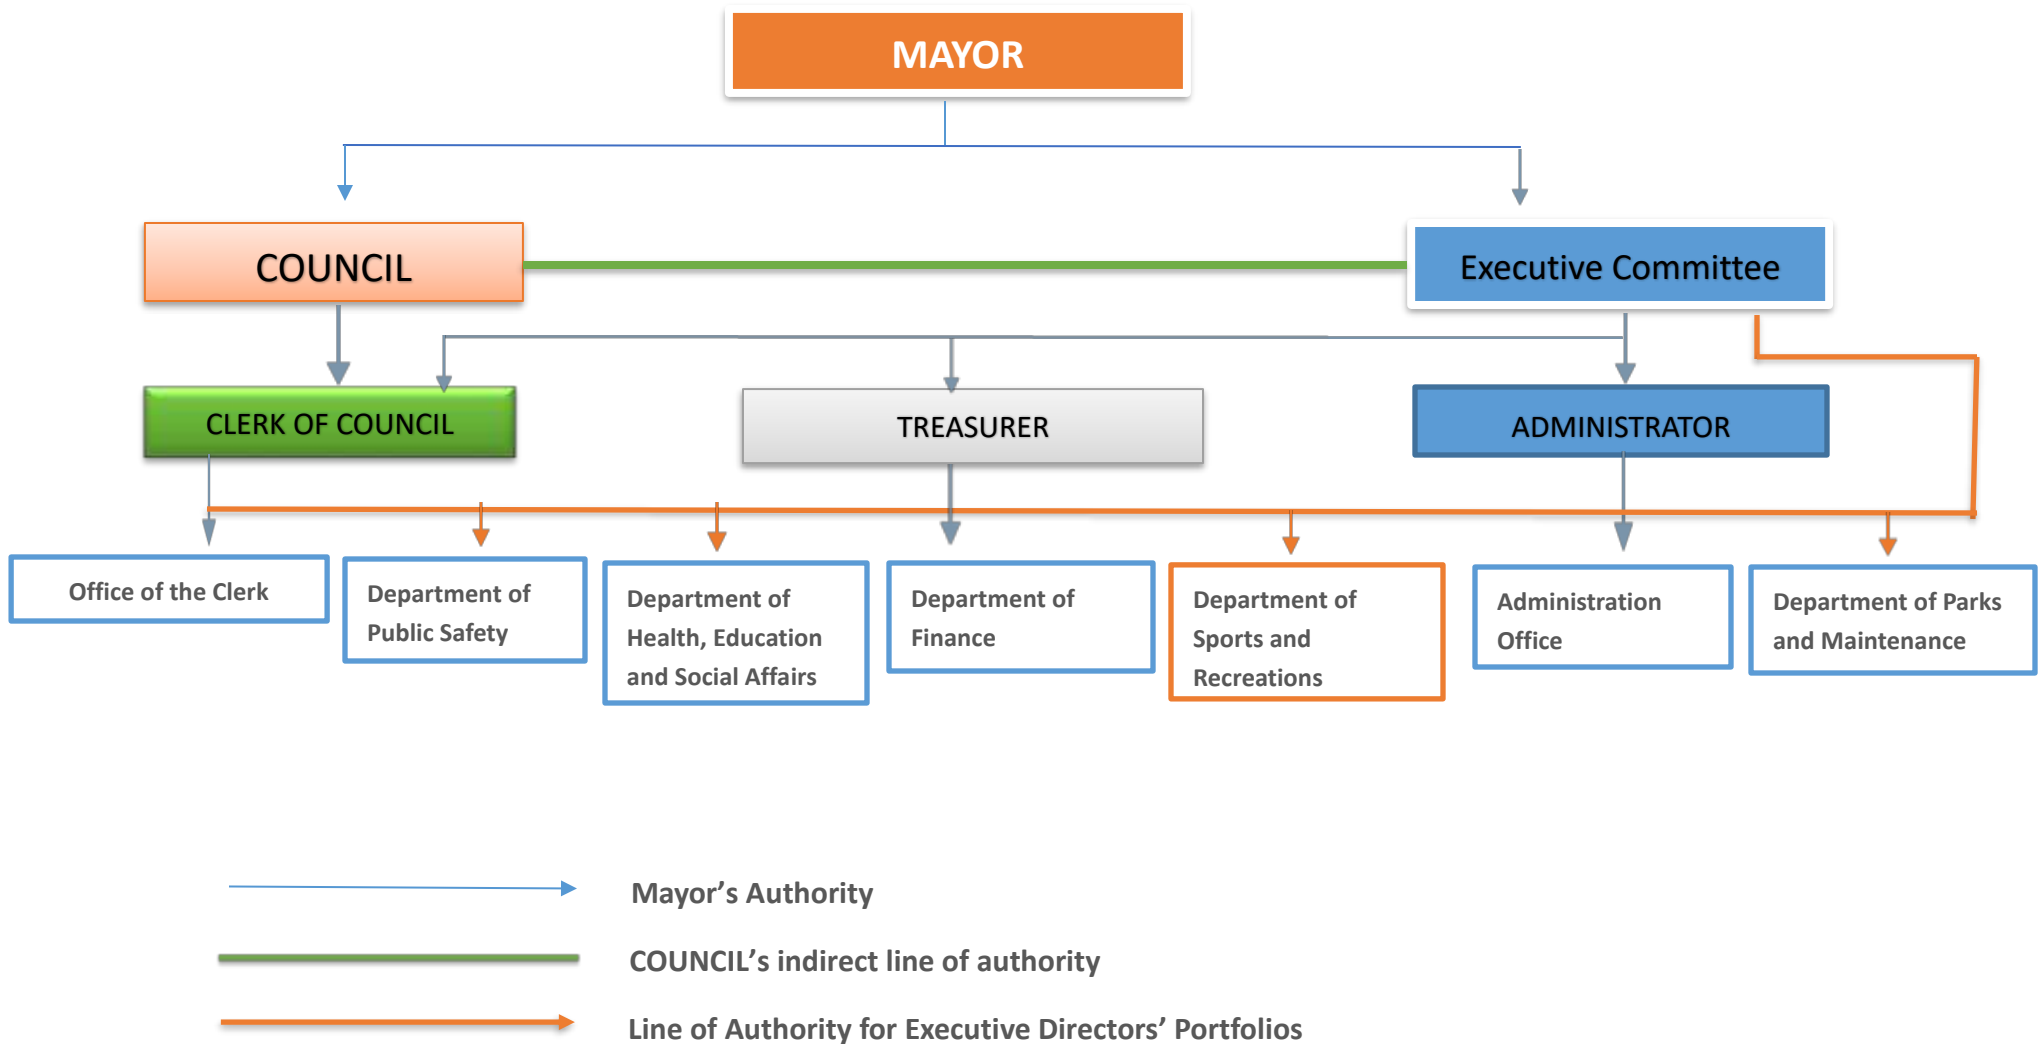 MAYOR
COUNCIL
Executive Committee
CLERK OF COUNCIL
TREASURER
ADMINISTRATOR
Office of the Clerk
Department of
Public Safety
Department of
Health, Education
and Social Affairs
Department of
Finance
Department of
Sports and
Recreations
Administration
Office
Department of Parks
and Maintenance
Mayor’s Authority
COUNCIL’s indirect line of authority
Line of Authority for Executive Directors’ Portfolios